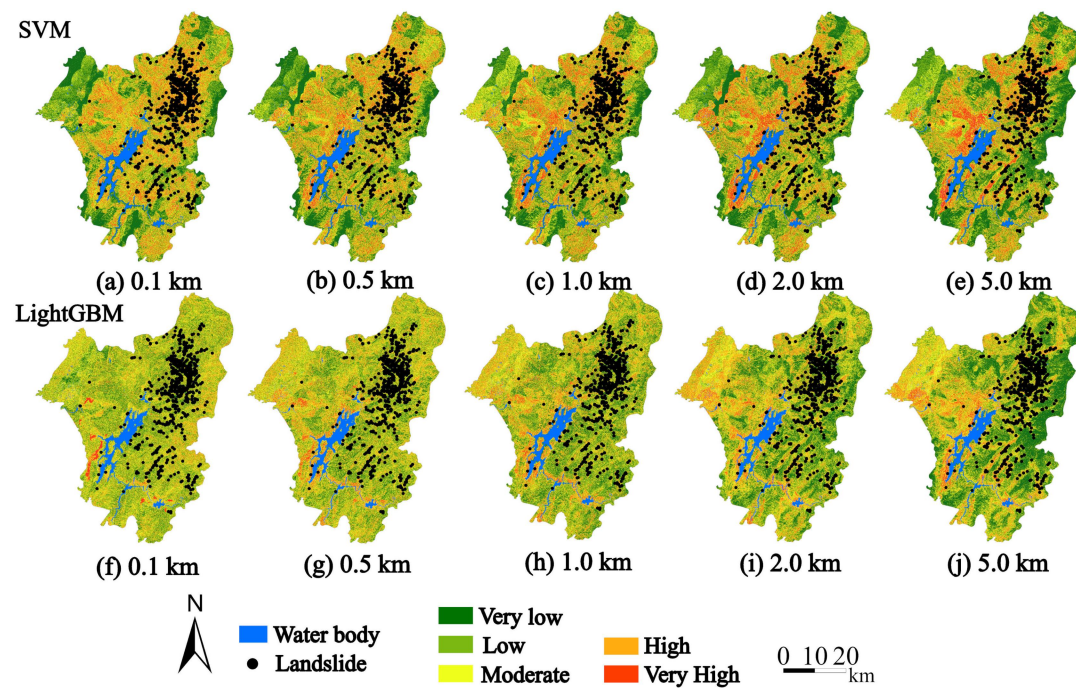 SVM
(a) 0.1 km
(b) 0.5 km
(c) 1.0 km
(d) 2.0 km
(e) 5.0 km
LightGBM
(f) 0.1 km
(g) 0.5 km
(h) 1.0 km
(i) 2.0 km
(j) 5.0 km
N
Water body
Landslide
Very low
Low
Moderate
High
Very High
0 10 20
km